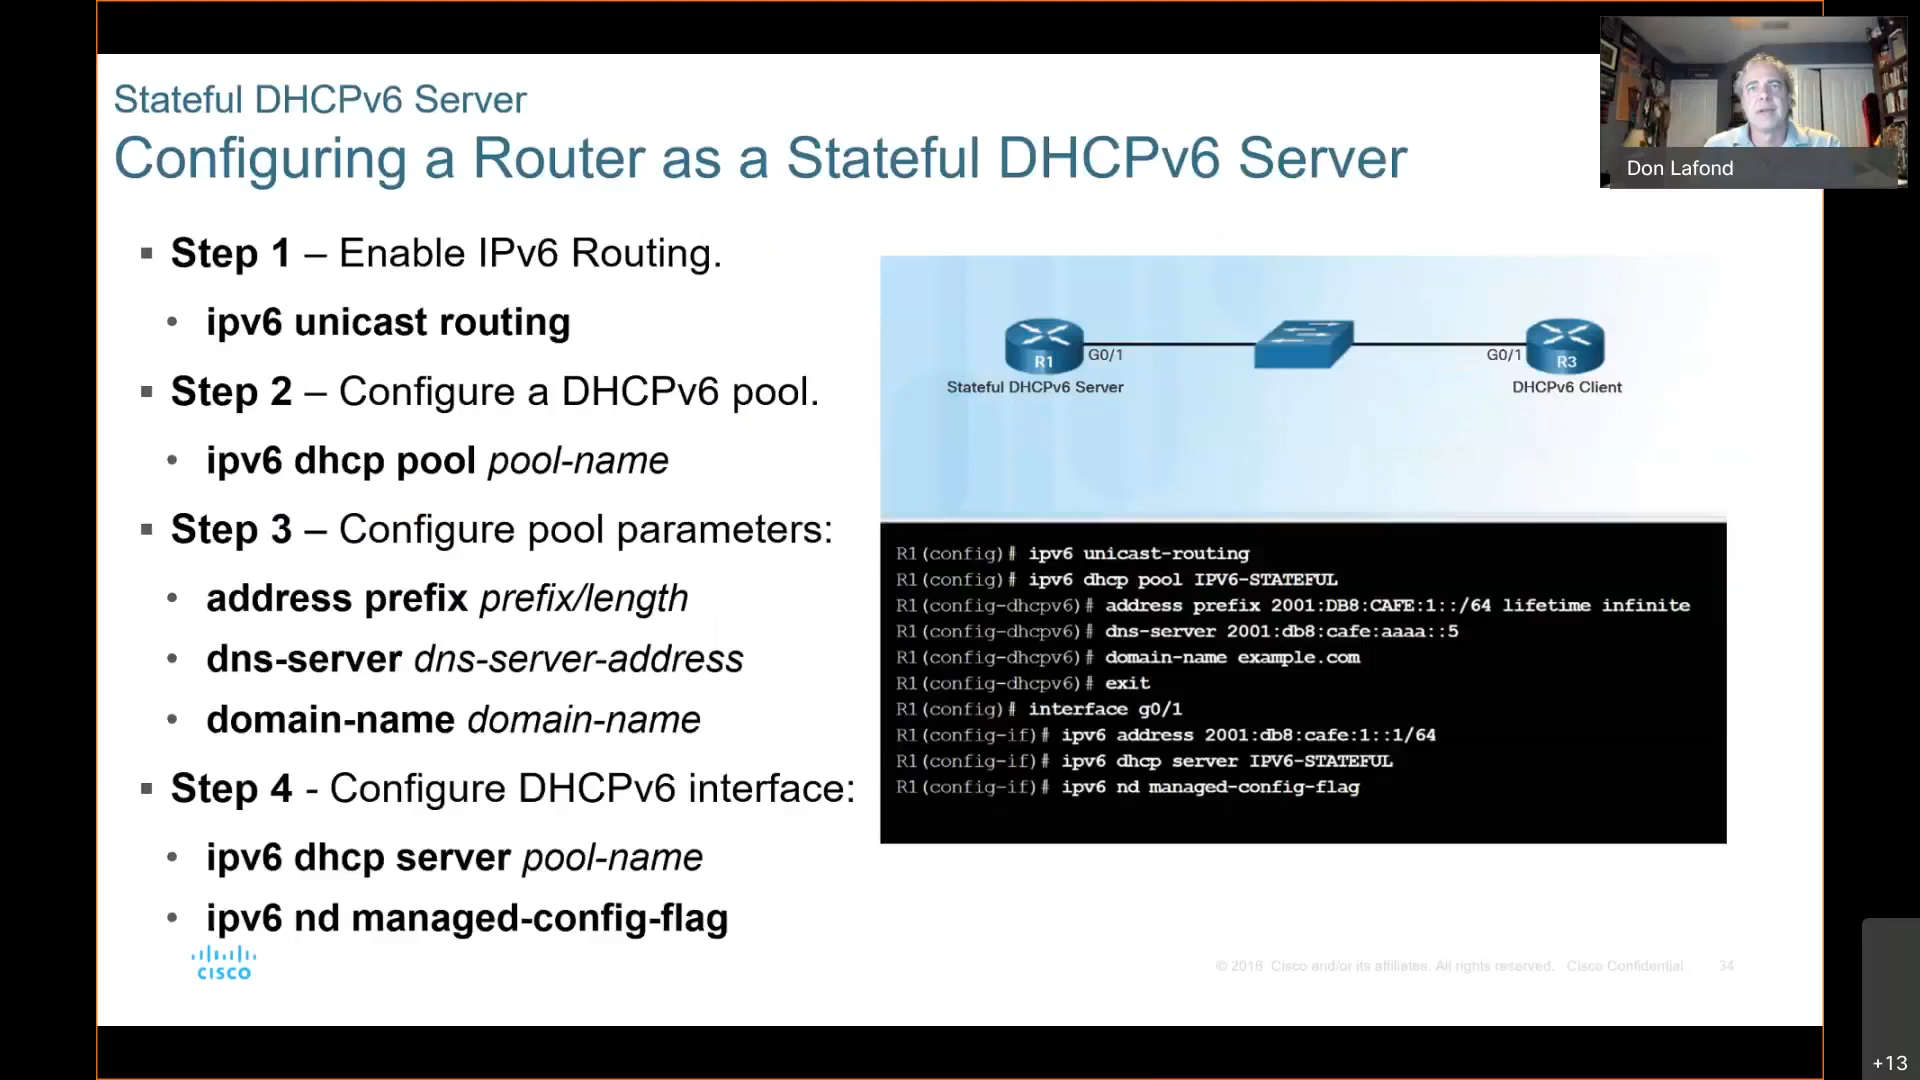 Stateful DHCPv6 Server
Configuring a Router as a Stateful DHCPv6 Server
Don Lafond
▪ Step 1 – Enable IPv6 Routing.
• ipv6 unicast routing
▪ Step 2 – Configure a DHCPv6 pool.
• ipv6 dhcp pool pool-name
▪ Step 3 – Configure pool parameters:
• address prefix prefix/length
• dns-server dns-server-address
• domain-name domain-name
▪ Step 4 - Configure DHCPv6 interface:
• ipv6 dhcp server pool-name
• ipv6 nd managed-config-flag
R1 G0/1 G0/1 R3
Stateful DHCPv6 Server DHCPv6 Client
R1(config)# ipv6 unicast-routing
R1(config)# ipv6 dhcp pool IPV6-STATEFUL
R1(config-dhcpv6)# address prefix 2001:DB8:CAFE:1::/64 lifetime infinite
R1(config-dhcpv6)# dns-server 2001:db8:cafe:aaaa::5
R1(config-dhcpv6)# domain-name example.com
R1(config-dhcpv6)# exit
R1(config)# interface g0/1
R1(config-if)# ipv6 address 2001:db8:cafe:1::1/64
R1(config-if)# ipv6 dhcp server IPV6-STATEFUL
R1(config-if)# ipv6 nd managed-config-flag
CISCO
© 2016 Cisco and/or its affiliates. All rights reserved. Cisco Confidential 34
+13